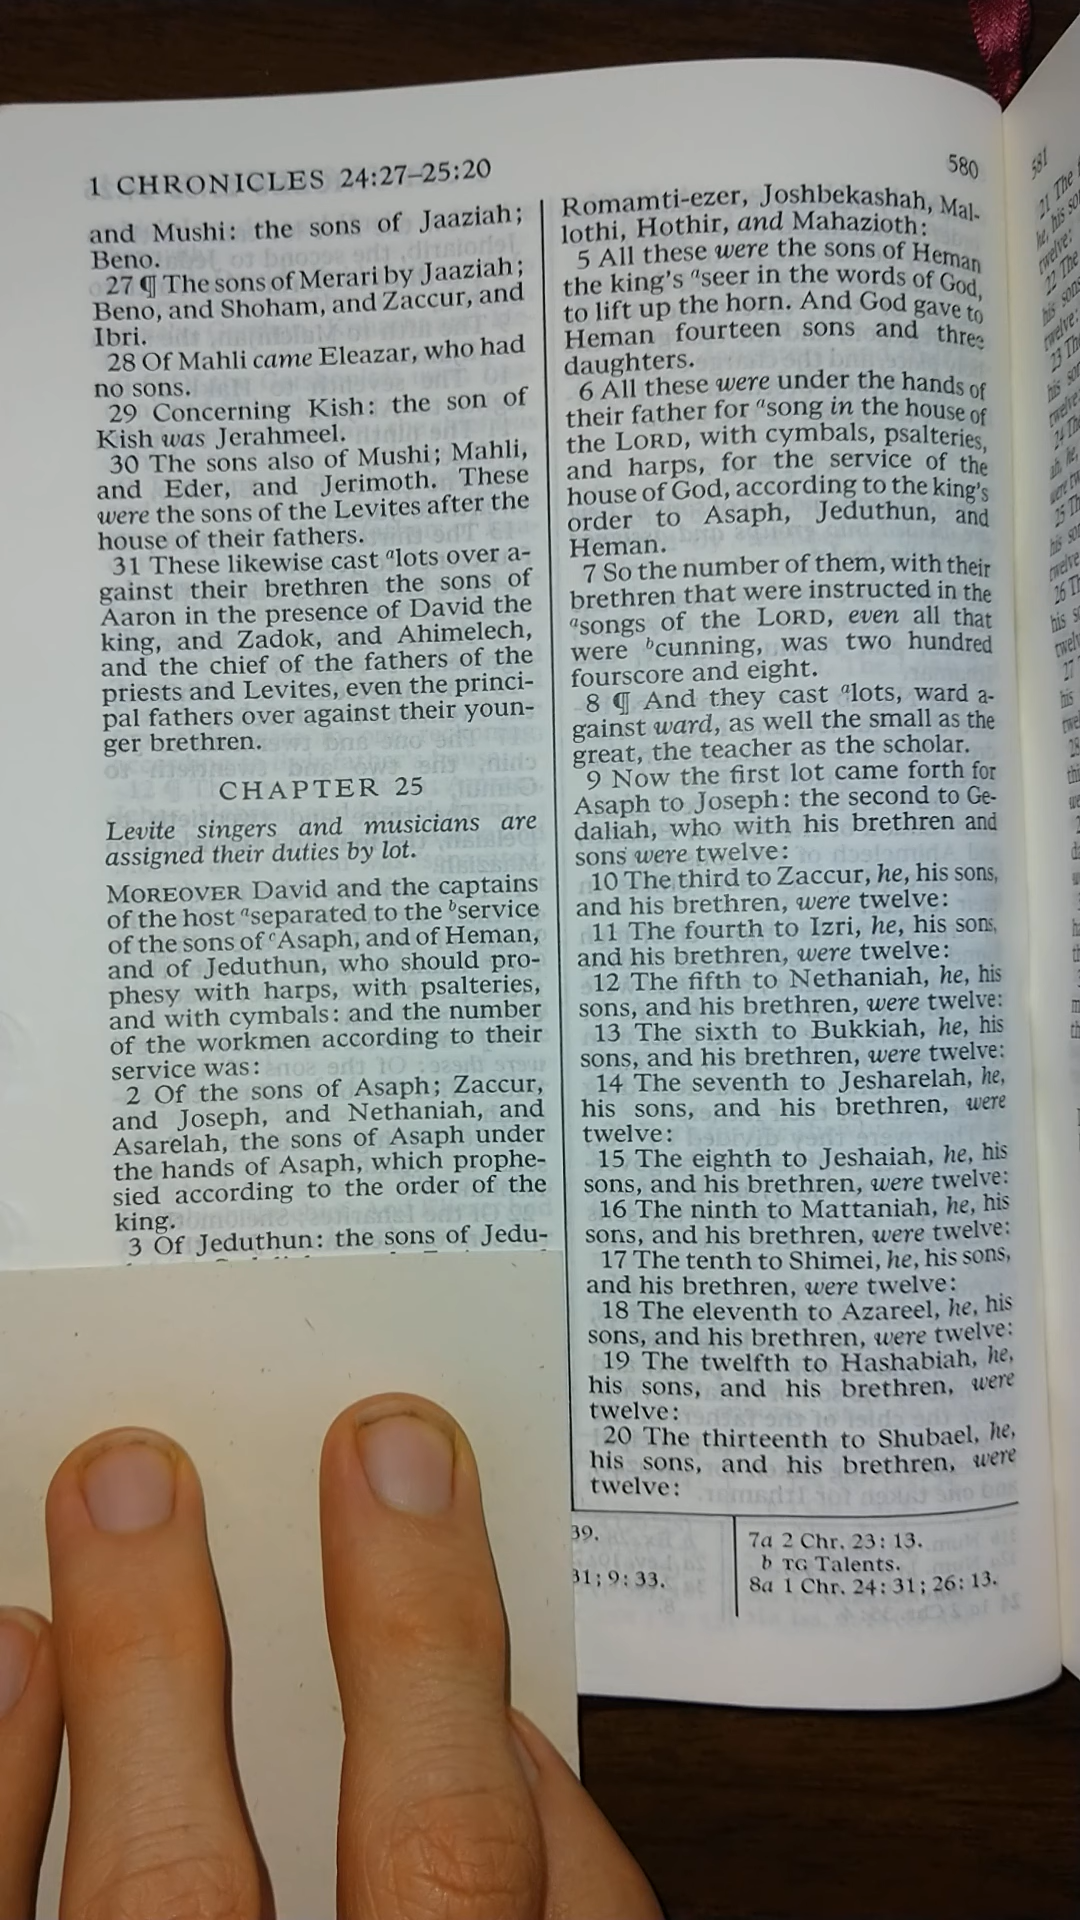 1 CHRONICLES 24:27–25:20
580
and Mushi: the sons of Jaaziah;
Beno.
27 ¶ The sons of Merari by Jaaziah;
Beno, and Shoham, and Zaccur, and
Ibri.
28 Of Mahli came Eleazar, who had
no sons.
29 Concerning Kish: the son of
Kish was Jerahmeel.
30 The sons also of Mushi; Mahli,
and Eder, and Jerimoth. These
were the sons of the Levites after the
house of their fathers.
31 These likewise cast ᵃlots over a-
gainst their brethren the sons of
Aaron in the presence of David the
king, and Zadok, and Ahimelech,
and the chief of the fathers of the
priests and Levites, even the princi-
pal fathers over against their youn-
ger brethren.
CHAPTER 25
Levite singers and musicians are
assigned their duties by lot.
MOREOVER David and the captains
of the host ᵃseparated to the ᵇservice
of the sons of ᶜAsaph, and of Heman,
and of Jeduthun, who should pro-
phesy with harps, with psalteries,
and with cymbals: and the number
of the workmen according to their
service was:
2 Of the sons of Asaph; Zaccur,
and Joseph, and Nethaniah, and
Asarelah, the sons of Asaph under
the hands of Asaph, which prophe-
sied according to the order of the
king.
3 Of Jeduthun: the sons of Jedu-
Romamti-ezer, Joshbekashah, Mal-
lothi, Hothir, and Mahazioth:
5 All these were the sons of Heman
the king's ᵃseer in the words of God,
to lift up the horn. And God gave to
Heman fourteen sons and three
daughters.
6 All these were under the hands of
their father for ᵃsong in the house of
the LORD, with cymbals, psalteries,
and harps, for the service of the
house of God, according to the king's
order to Asaph, Jeduthun, and
Heman.
7 So the number of them, with their
brethren that were instructed in the
ᵃsongs of the LORD, even all that
were ᵇcunning, was two hundred
fourscore and eight.
8 ¶ And they cast ᵃlots, ward a-
gainst ward, as well the small as the
great, the teacher as the scholar.
9 Now the first lot came forth for
Asaph to Joseph: the second to Ge-
daliah, who with his brethren and
sons were twelve:
10 The third to Zaccur, he, his sons,
and his brethren, were twelve:
11 The fourth to Izri, he, his sons,
and his brethren, were twelve:
12 The fifth to Nethaniah, he, his
sons, and his brethren, were twelve:
13 The sixth to Bukkiah, he, his
sons, and his brethren, were twelve:
14 The seventh to Jesharelah, he,
his sons, and his brethren, were
twelve:
15 The eighth to Jeshaiah, he, his
sons, and his brethren, were twelve:
16 The ninth to Mattaniah, he, his
sons, and his brethren, were twelve:
17 The tenth to Shimei, he, his sons,
and his brethren, were twelve:
18 The eleventh to Azareel, he, his
sons, and his brethren, were twelve:
19 The twelfth to Hashabiah, he,
his sons, and his brethren, were
twelve:
20 The thirteenth to Shubael, he,
his sons, and his brethren, were
twelve:
39.
31; 9:33.
7a 2 Chr. 23:13.
b TG Talents.
8a 1 Chr. 24:31; 26:13.
581
21 The